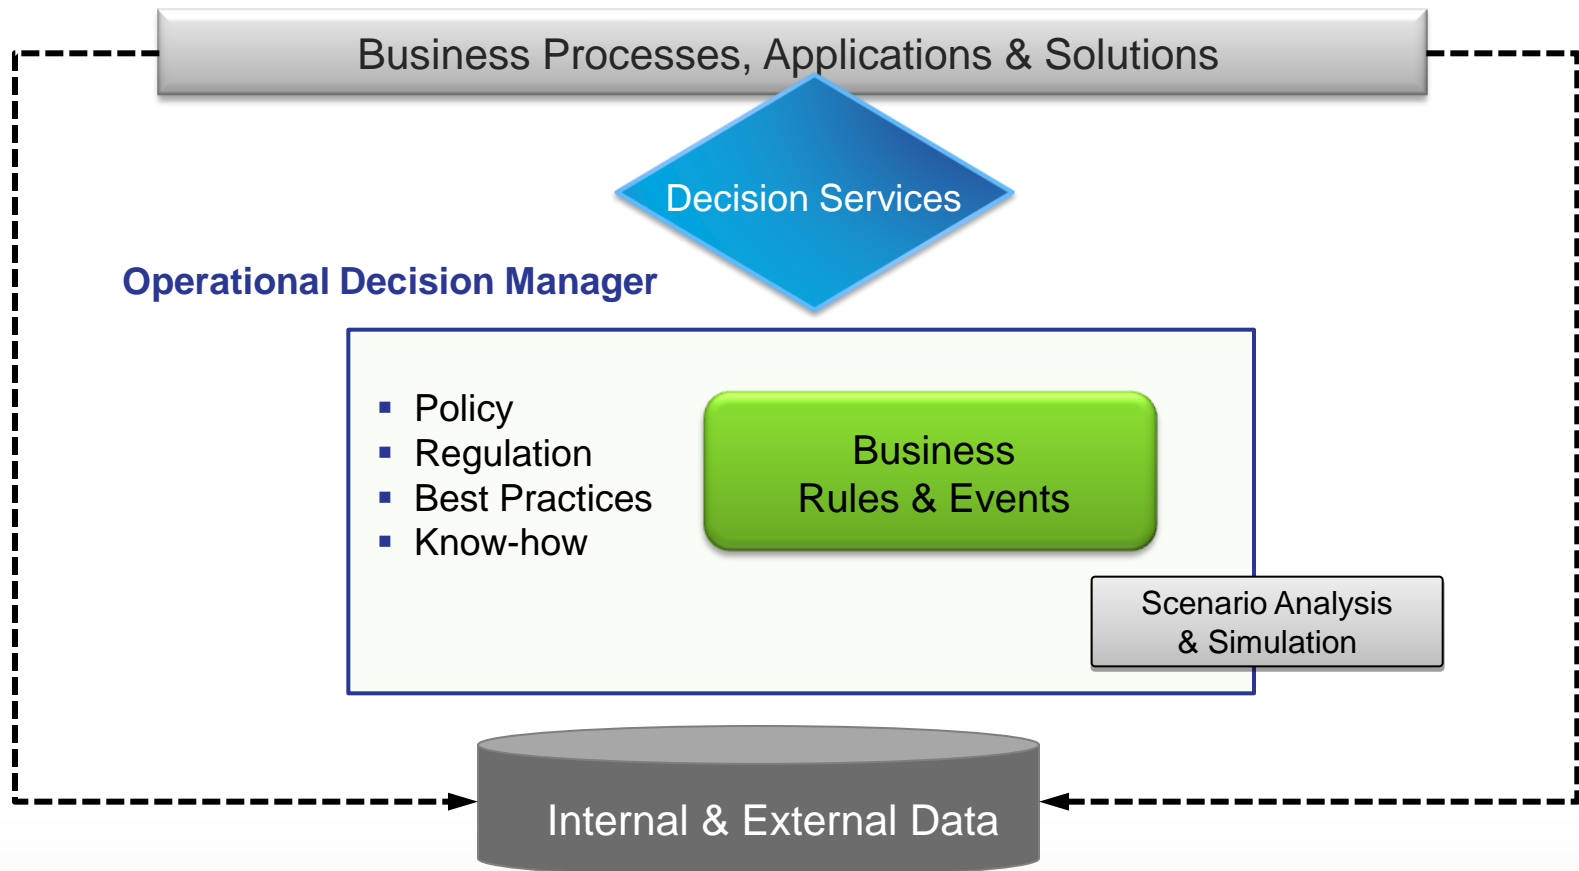 Business Processes, Applications & Solutions
Decision Services
Operational Decision Manager
▪ Policy
▪ Regulation
▪ Best Practices
▪ Know-how
Business
Rules & Events
Scenario Analysis
& Simulation
Internal & External Data